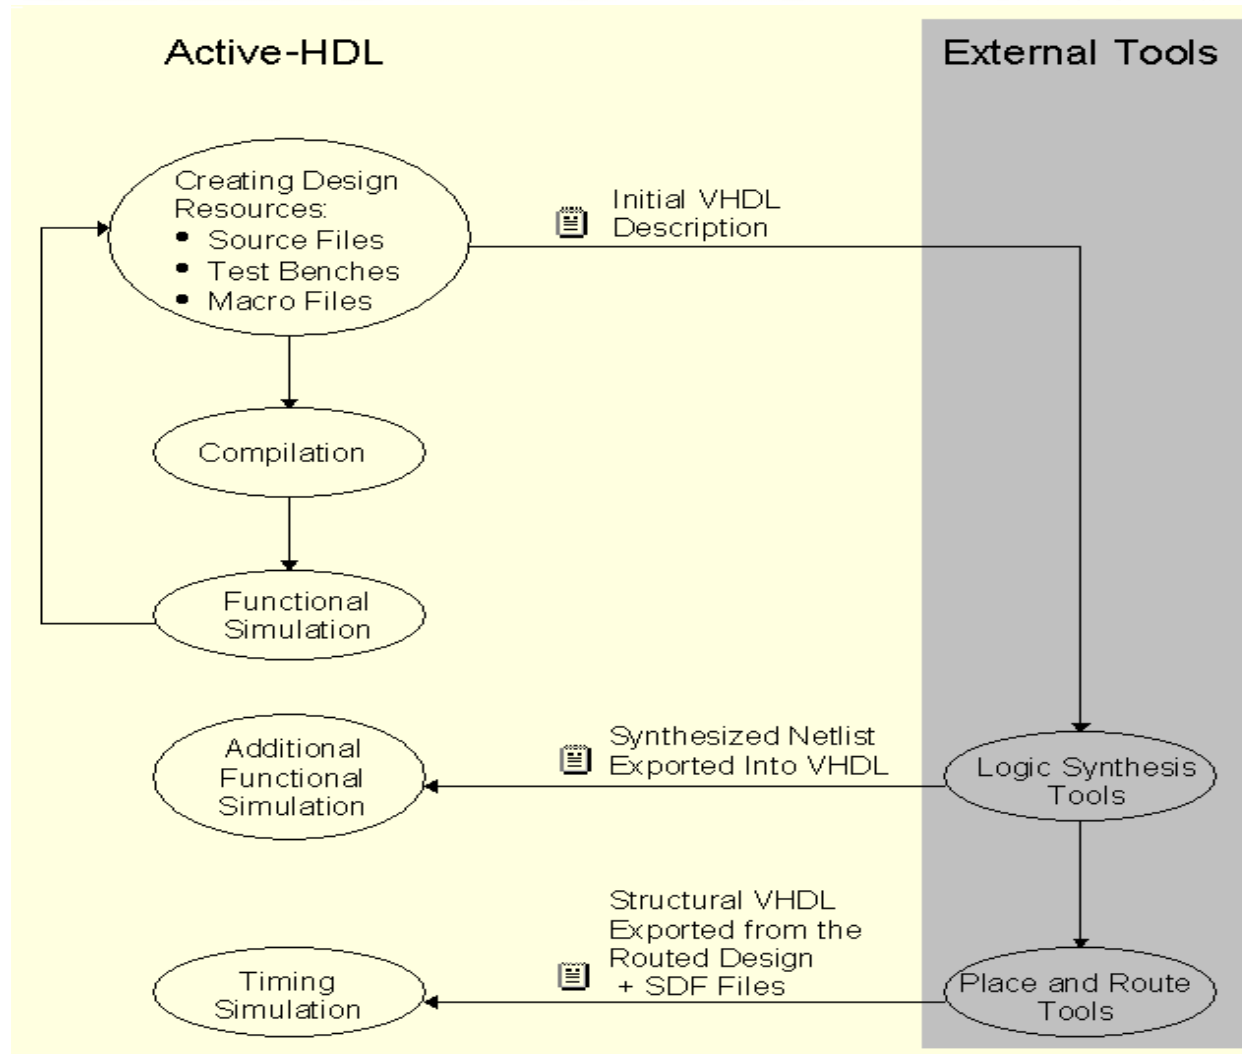 Active-HDL
External Tools
Creating Design
Resources:
• Source Files
• Test Benches
• Macro Files
Initial VHDL
Description
Compilation
Functional
Simulation
Additional
Functional
Simulation
Synthesized Netlist
Exported Into VHDL
Logic Synthesis
Tools
Structural VHDL
Exported from the
Routed Design
+ SDF Files
Timing
Simulation
Place and Route
Tools